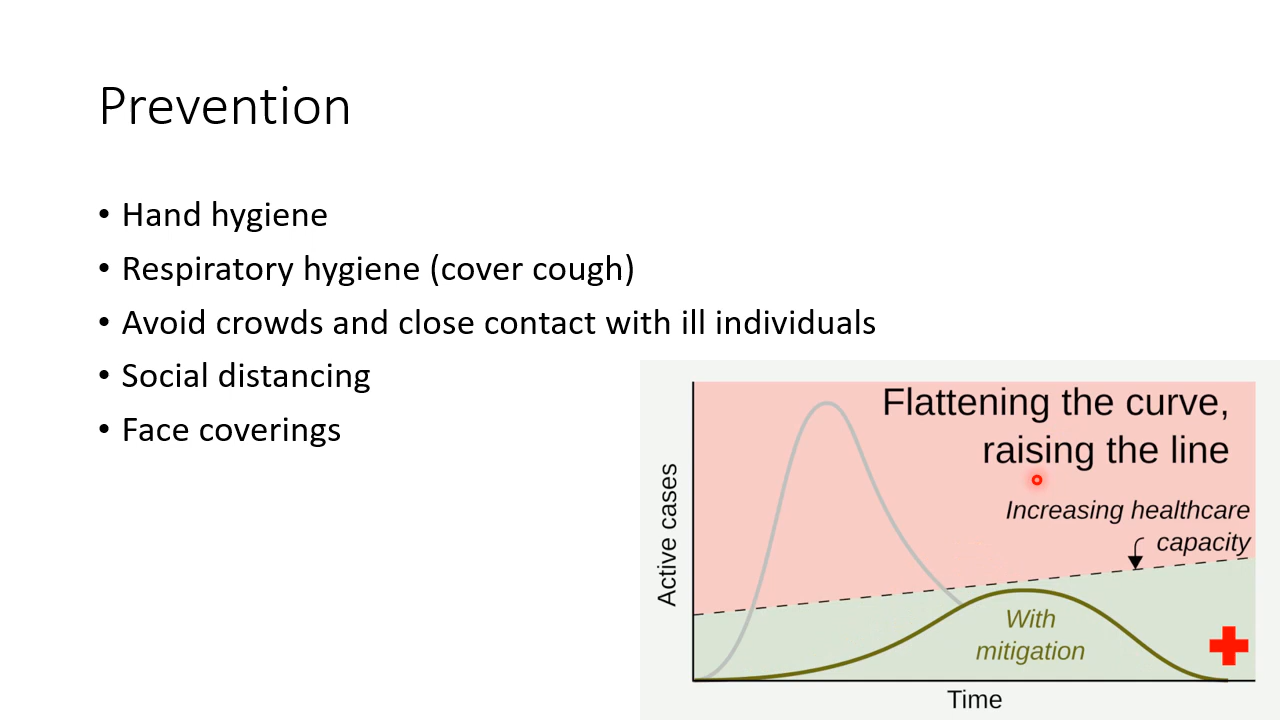 Prevention
• Hand hygiene
• Respiratory hygiene (cover cough)
• Avoid crowds and close contact with ill individuals
• Social distancing
• Face coverings
Flattening the curve,
raising the line
Increasing healthcare
capacity
Active cases
With
mitigation
Time